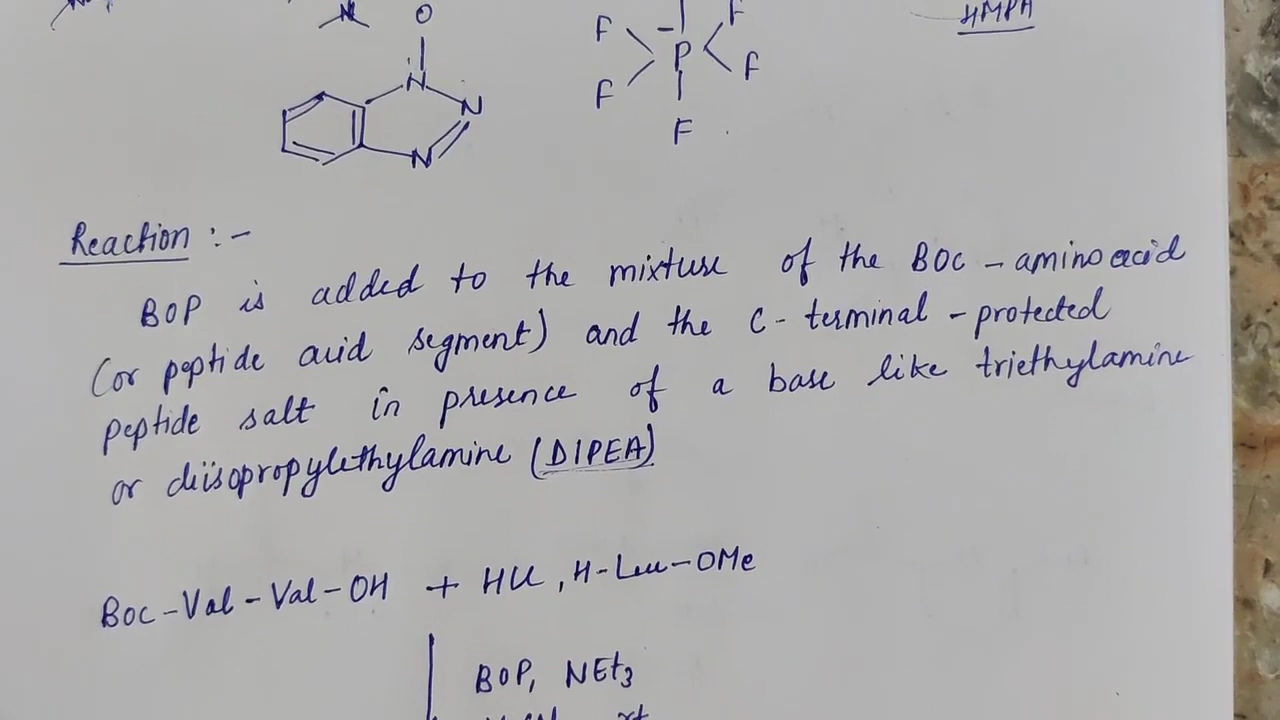 N O
F F
HMPA
N
P
F F
N
N
F
Reaction :-
BOP is added to the mixture of the BOC - amino acid
(or peptide acid segment) and the C - terminal - protected
peptide salt in presence of a base like triethylamine
or diisopropylethylamine (DIPEA)
Boc - Val - Val - OH + HCl, H-Leu-OMe
BOP, NEt3
rt